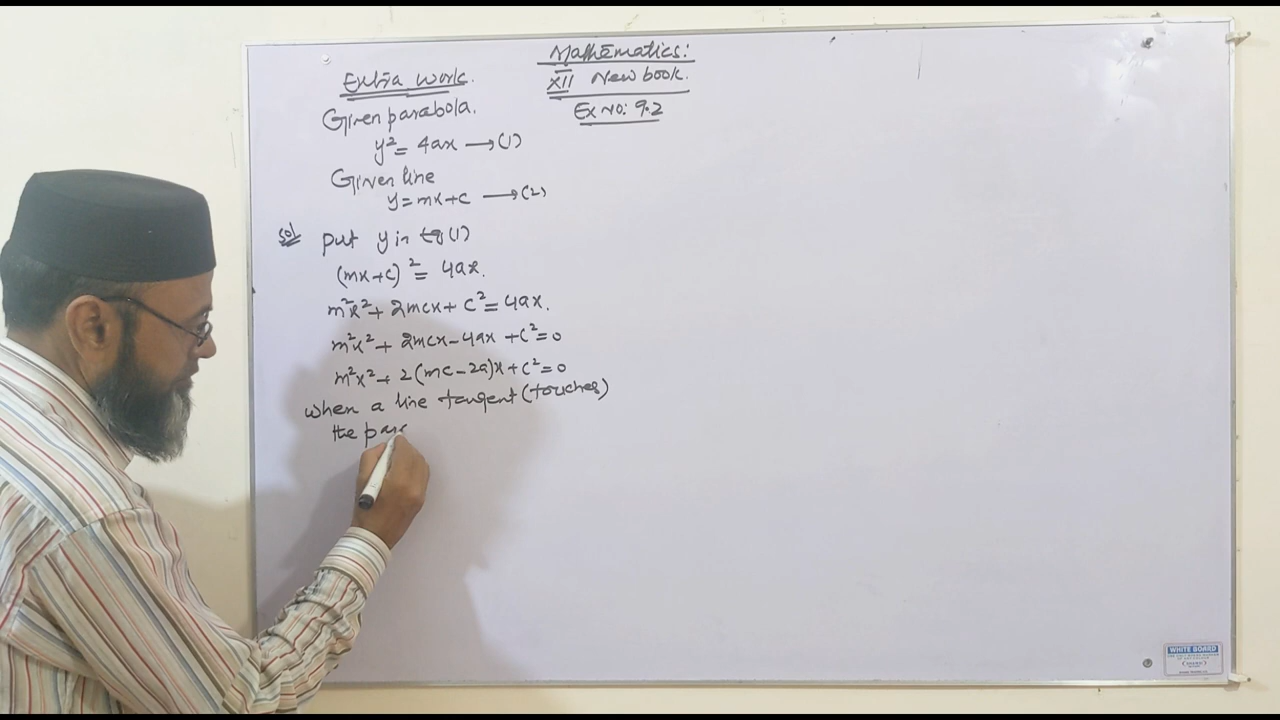 Mathematics:
XII New book.
Ex No: 9.2
Extra work.
Given parabola.
y² = 4ax → (1)
Given line
y = mx + c → (2)
Sol put y in eq (1)
(mx + c)² = 4ax.
m²x² + 2mcx + c² = 4ax.
m²x² + 2mcx - 4ax + c² = 0
m²x² + 2(mc - 2a)x + c² = 0
when a line tangent (touches)
the para
WHITE BOARD